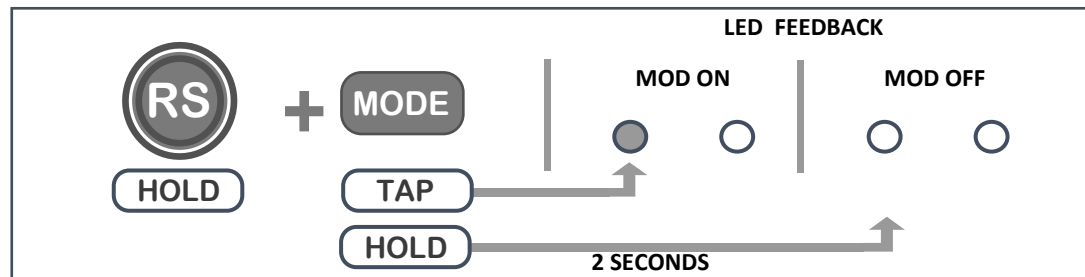 LED FEEDBACK
MOD ON
MOD OFF
RS
+
MODE
HOLD
TAP
HOLD
2 SECONDS